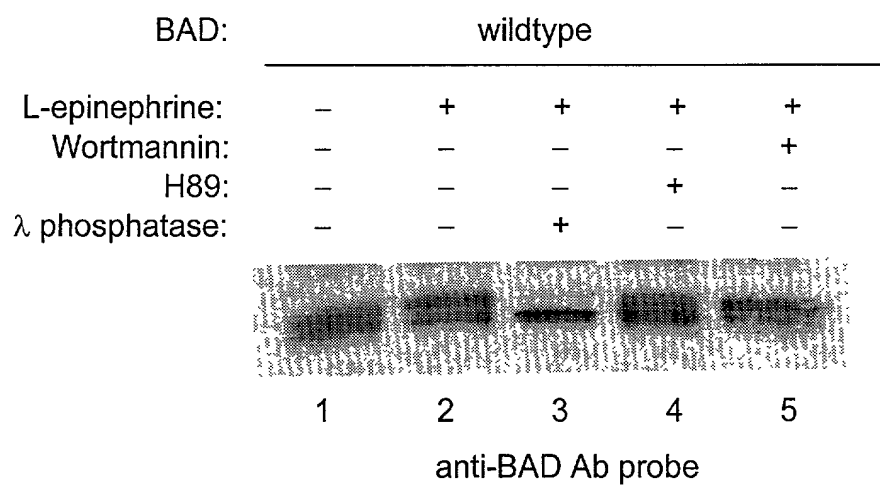 BAD: wildtype
L-epinephrine: – + + + +
Wortmannin: – – – – +
H89: – – – + –
λ phosphatase: – – + – –
1 2 3 4 5
anti-BAD Ab probe